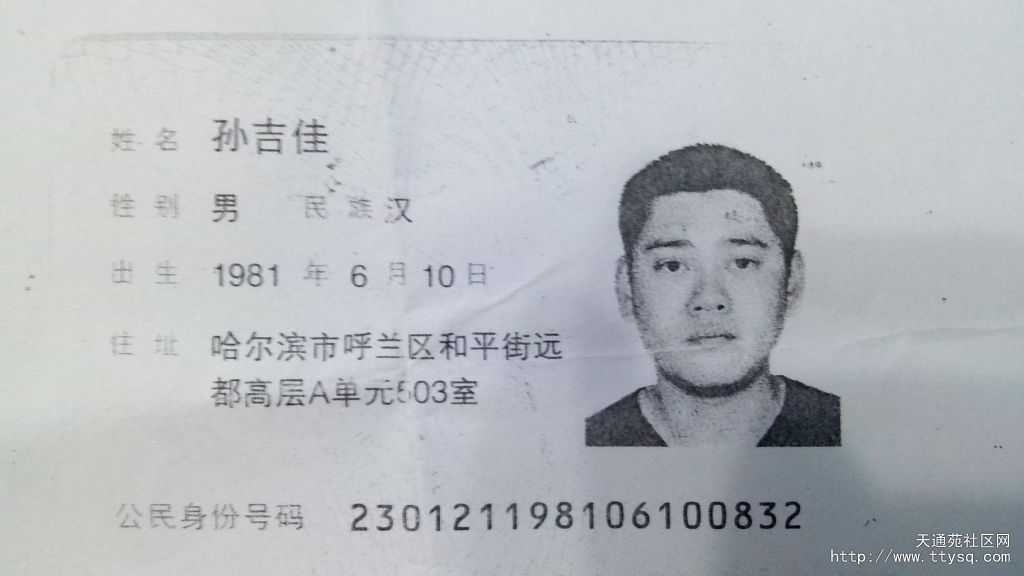 姓名 孙吉佳
性别 男 民族 汉
出生 1981 年 6 月 10 日
住址 哈尔滨市呼兰区和平街远
都高层A单元503室
公民身份号码 230121198106100832
天通苑社区网
http://www.ttysq.com